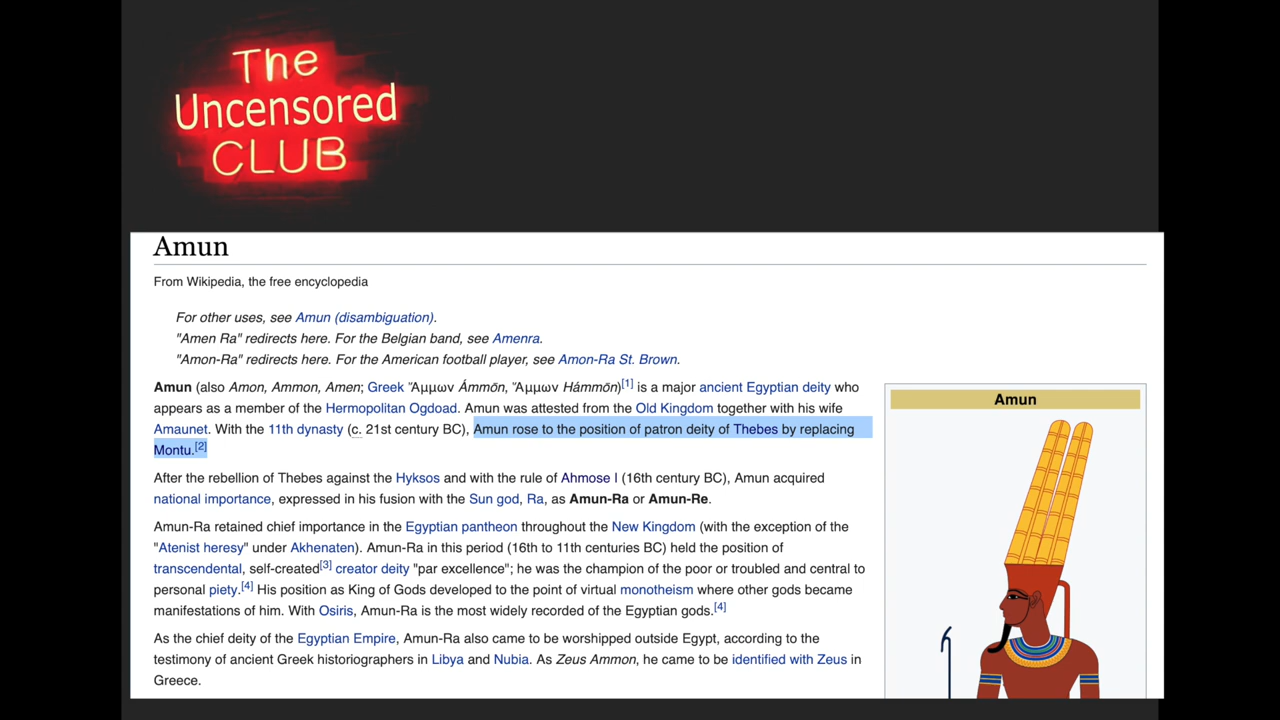 The
Uncensored
CLUB
Amun
From Wikipedia, the free encyclopedia
For other uses, see Amun (disambiguation).
"Amen Ra" redirects here. For the Belgian band, see Amenra.
"Amon-Ra" redirects here. For the American football player, see Amon-Ra St. Brown.
Amun (also Amon, Ammon, Amen; Greek Ἄμμων Ámmōn, Ἅμμων Hámmōn)[1] is a major ancient Egyptian deity who
appears as a member of the Hermopolitan Ogdoad. Amun was attested from the Old Kingdom together with his wife
Amaunet. With the 11th dynasty (c. 21st century BC), Amun rose to the position of patron deity of Thebes by replacing
Montu.[2]
After the rebellion of Thebes against the Hyksos and with the rule of Ahmose I (16th century BC), Amun acquired
national importance, expressed in his fusion with the Sun god, Ra, as Amun-Ra or Amun-Re.
Amun-Ra retained chief importance in the Egyptian pantheon throughout the New Kingdom (with the exception of the
"Atenist heresy" under Akhenaten). Amun-Ra in this period (16th to 11th centuries BC) held the position of
transcendental, self-created[3] creator deity "par excellence"; he was the champion of the poor or troubled and central to
personal piety.[4] His position as King of Gods developed to the point of virtual monotheism where other gods became
manifestations of him. With Osiris, Amun-Ra is the most widely recorded of the Egyptian gods.[4]
As the chief deity of the Egyptian Empire, Amun-Ra also came to be worshipped outside Egypt, according to the
testimony of ancient Greek historiographers in Libya and Nubia. As Zeus Ammon, he came to be identified with Zeus in
Greece.
Amun